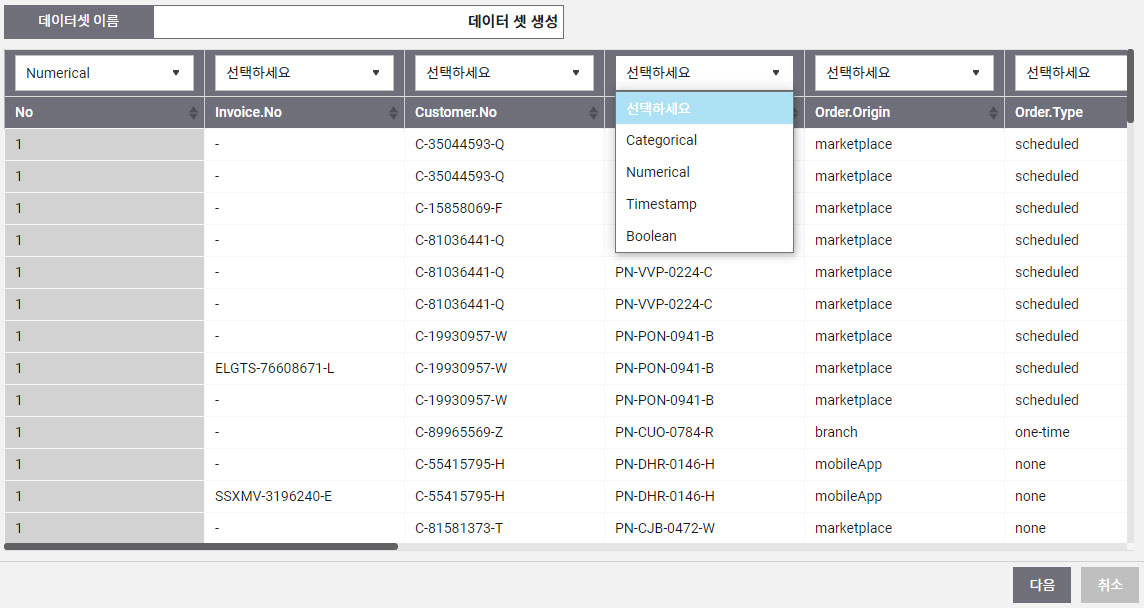 데이터셋 이름 데이터 셋 생성
Numerical 선택하세요 선택하세요 선택하세요 선택하세요 선택하세요
No Invoice.No Customer.No 선택하세요 Order.Origin Order.Type
1 - C-35044593-Q Categorical marketplace scheduled
1 - C-35044593-Q Numerical marketplace scheduled
1 - C-15858069-F Timestamp marketplace scheduled
1 - C-81036441-Q Boolean marketplace scheduled
1 - C-81036441-Q PN-VVP-0224-C marketplace scheduled
1 - C-81036441-Q PN-VVP-0224-C marketplace scheduled
1 - C-19930957-W PN-PON-0941-B marketplace scheduled
1 ELGTS-76608671-L C-19930957-W PN-PON-0941-B marketplace scheduled
1 - C-19930957-W PN-PON-0941-B marketplace scheduled
1 - C-89965569-Z PN-CUO-0784-R branch one-time
1 - C-55415795-H PN-DHR-0146-H mobileApp none
1 SSXMV-3196240-E C-55415795-H PN-DHR-0146-H mobileApp none
1 - C-81581373-T PN-CJB-0472-W marketplace none
다음 취소